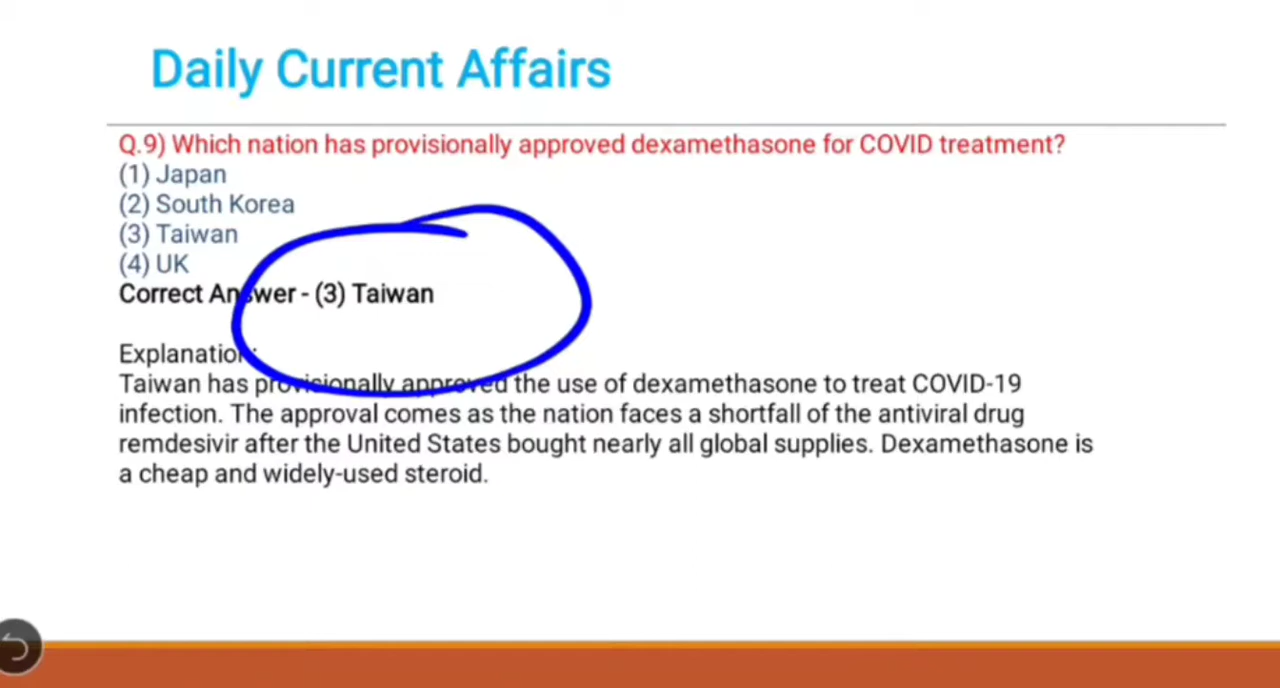 Daily Current Affairs
Q.9) Which nation has provisionally approved dexamethasone for COVID treatment?
(1) Japan
(2) South Korea
(3) Taiwan
(4) UK
Correct Answer - (3) Taiwan
Explanation:
Taiwan has provisionally approved the use of dexamethasone to treat COVID-19
infection. The approval comes as the nation faces a shortfall of the antiviral drug
remdesivir after the United States bought nearly all global supplies. Dexamethasone is
a cheap and widely-used steroid.